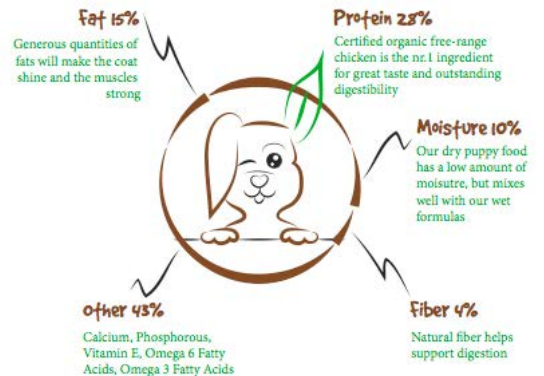 Fat 15%
Generous quantities of
fats will make the coat
shine and the muscles
strong
Protein 28%
Certified organic free-range
chicken is the nr.1 ingredient
for great taste and outstanding
digestibility
Moisture 10%
Our dry puppy food
has a low amount of
moisutre, but mixes
well with our wet
formulas
Other 43%
Calcium, Phosphorous,
Vitamin E, Omega 6 Fatty
Acids, Omega 3 Fatty Acids
Fiber 4%
Natural fiber helps
support digestion